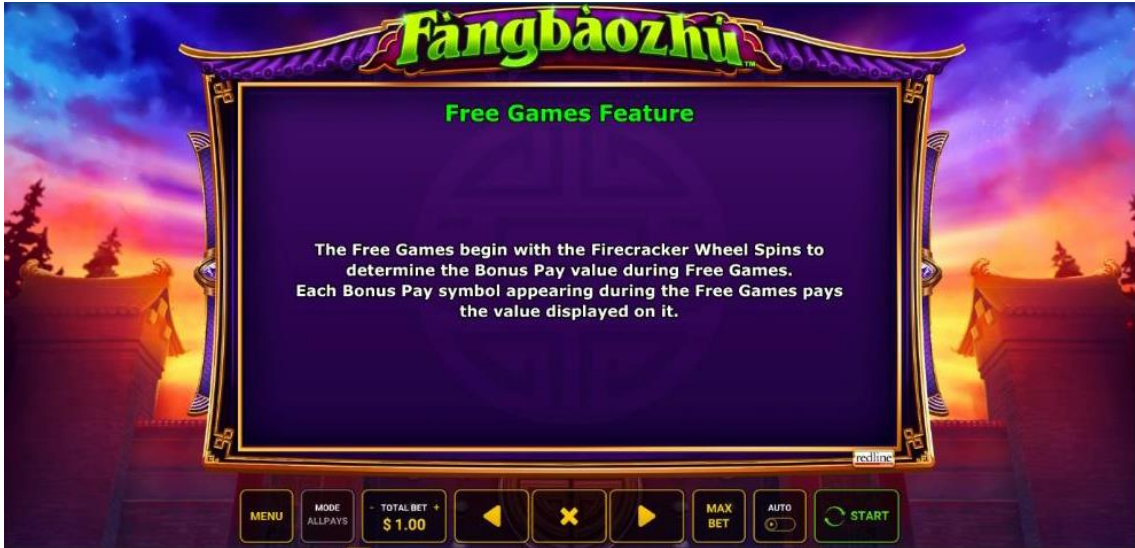 Fàngbàozhú™
Free Games Feature
The Free Games begin with the Firecracker Wheel Spins to
determine the Bonus Pay value during Free Games.
Each Bonus Pay symbol appearing during the Free Games pays
the value displayed on it.
redline
MENU
MODE
ALLPAYS
- TOTAL BET +
$ 1.00
MAX
BET
AUTO
START